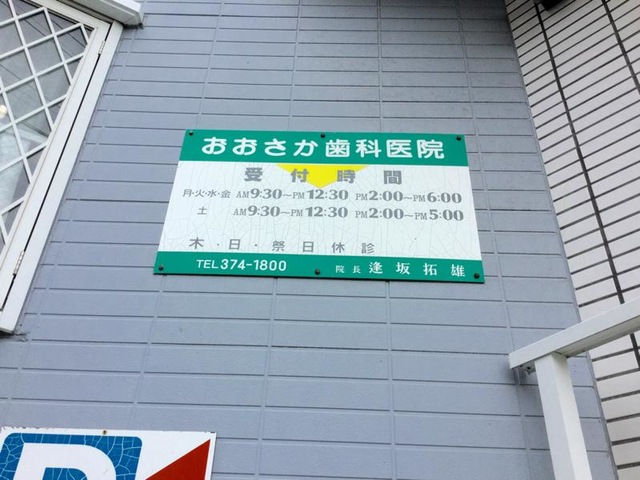 おおさか歯科医院
受付時間
月・火・水・金 AM9:30~PM12:30 PM2:00~PM6:00
土 AM9:30~PM12:30 PM2:00~PM5:00
木・日・祭日休診
TEL 374-1800 院長 逢坂拓雄
P